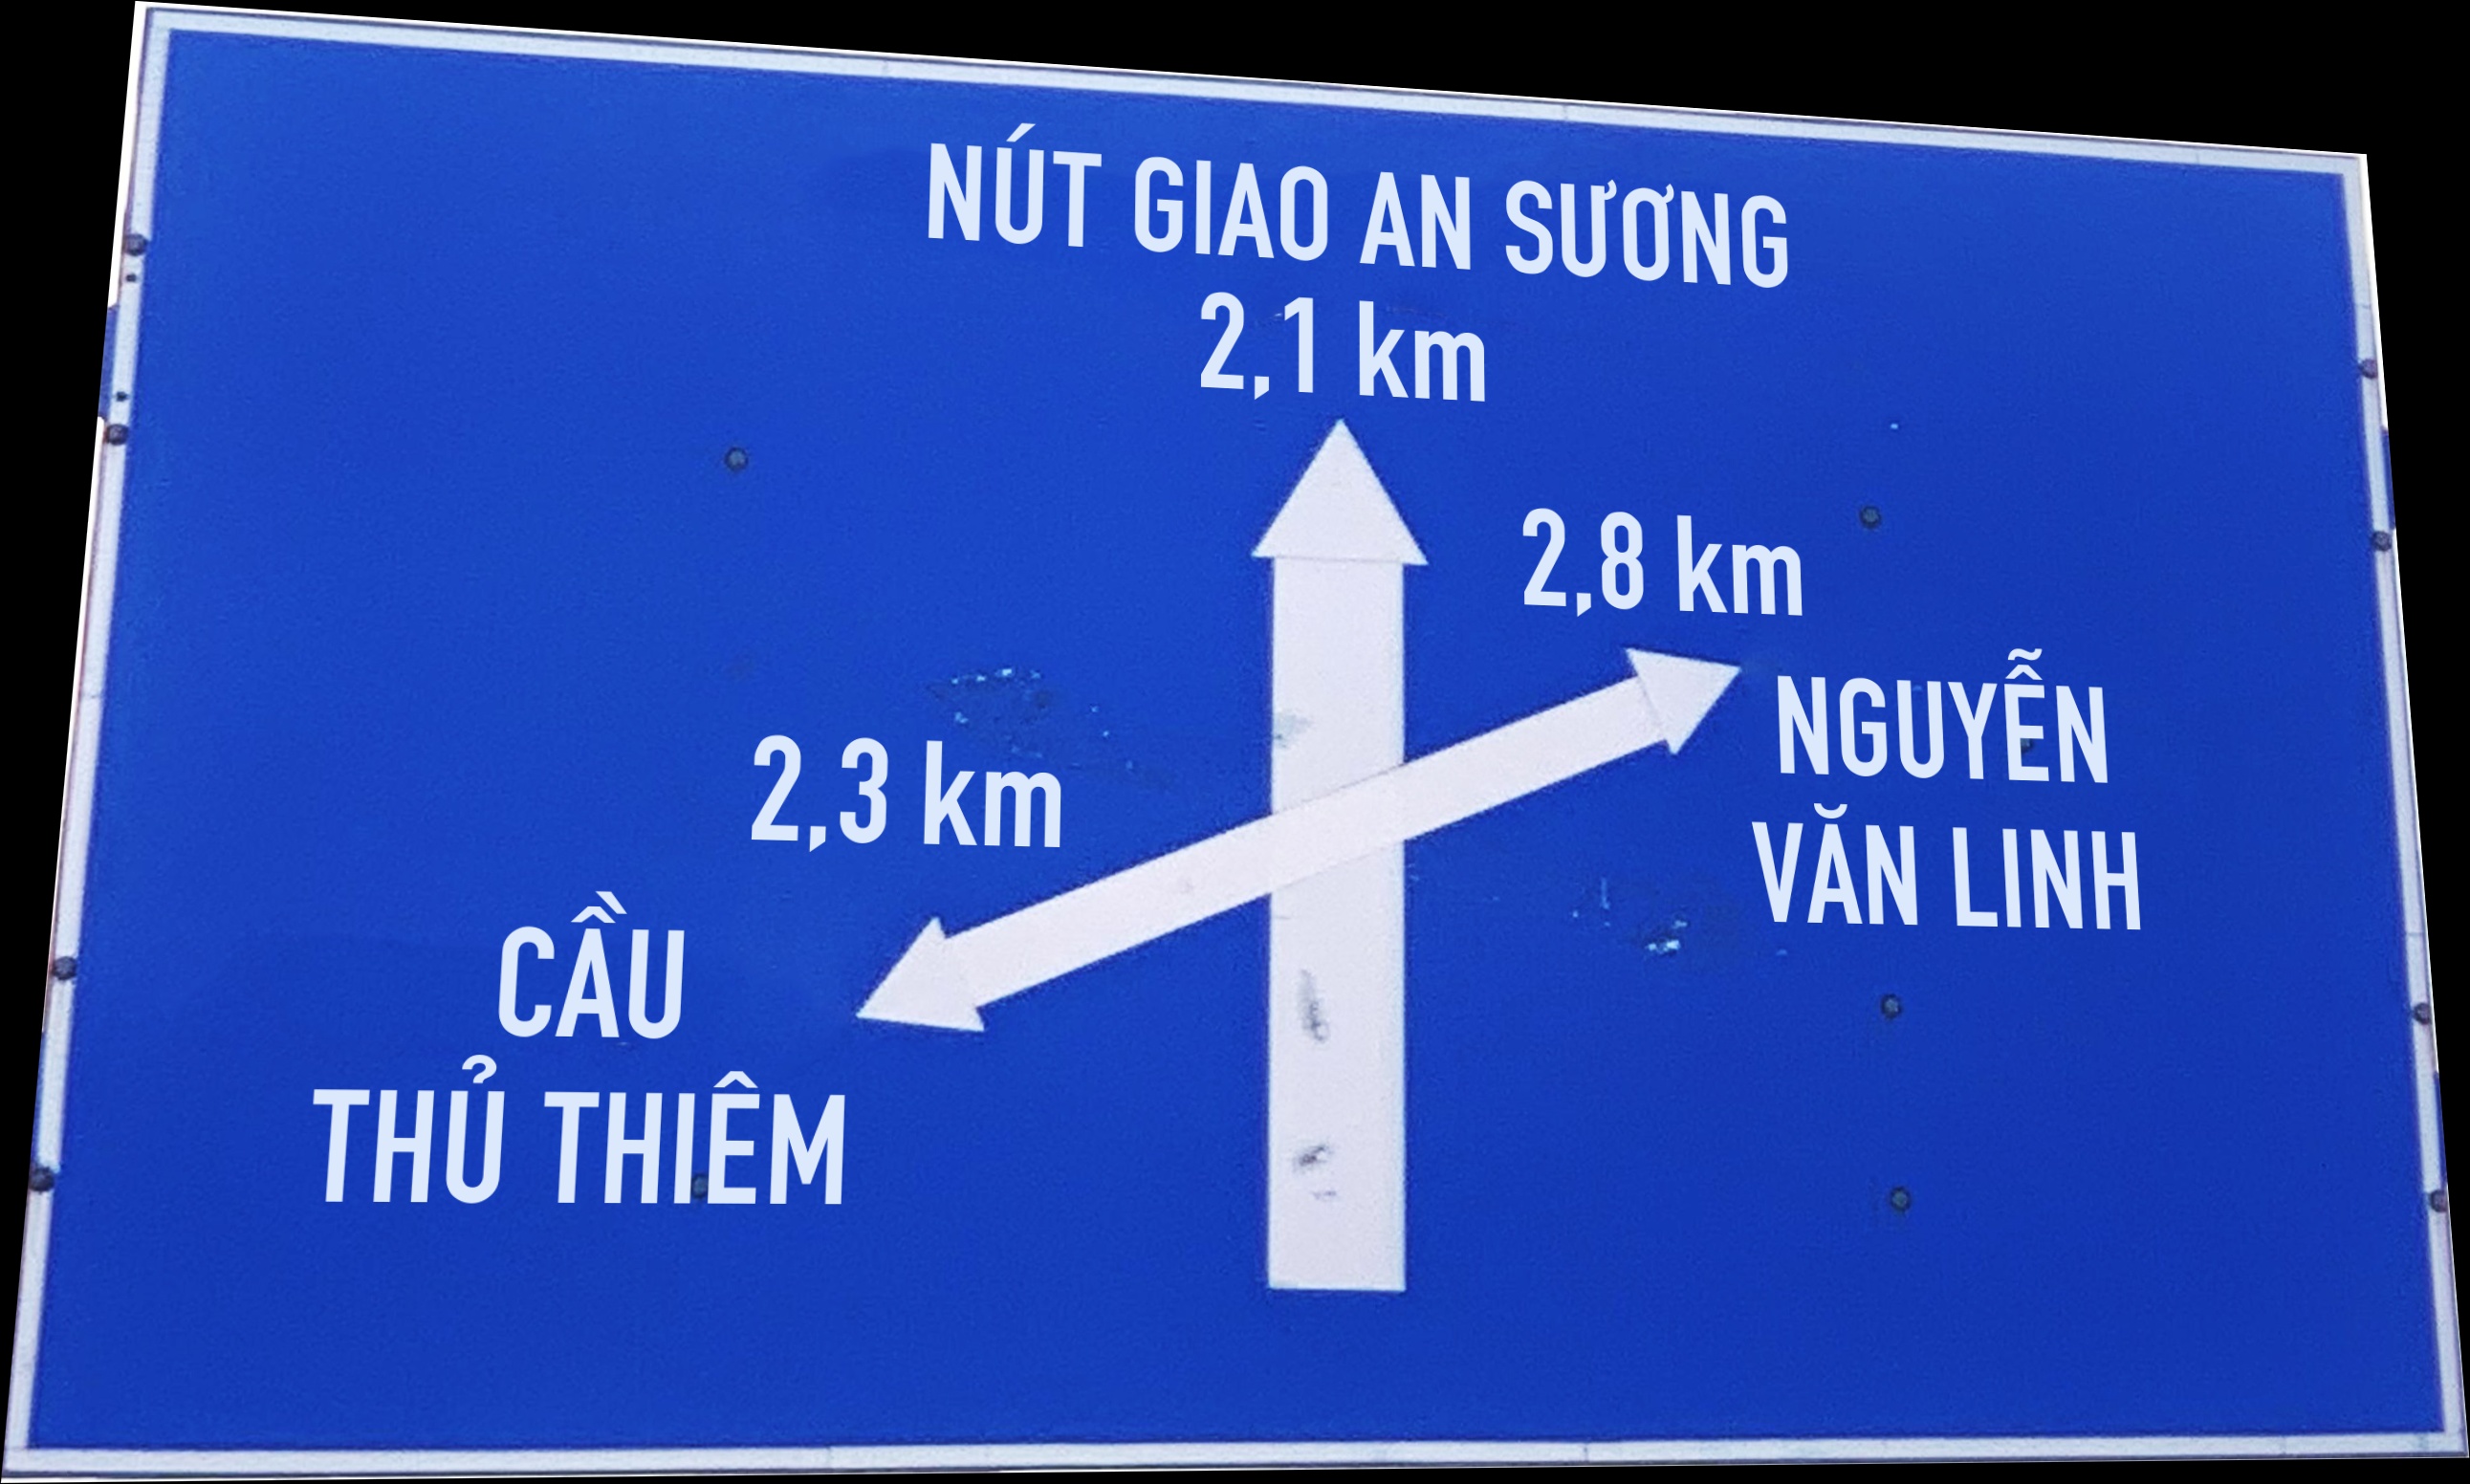 NÚT GIAO AN SƯƠNG
2,1 km
2,8 km
NGUYỄN
VĂN LINH
2,3 km
CẦU
THỦ THIÊM